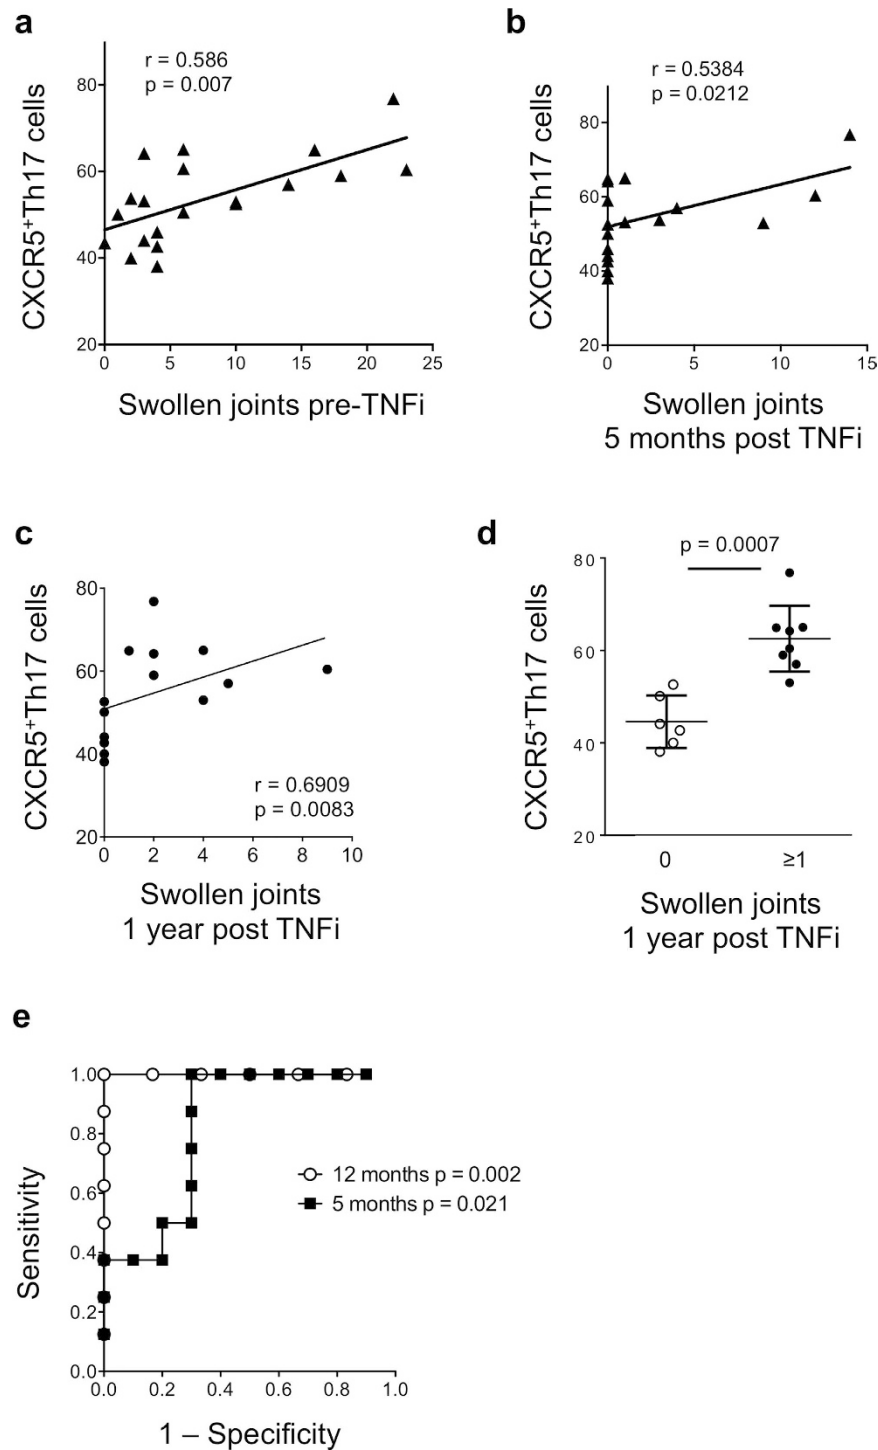 a
r = 0.586
p = 0.007
CXCR5+Th17 cells
80
60
40
20
0 5 10 15 20 25
Swollen joints pre-TNFi
b
r = 0.5384
p = 0.0212
CXCR5+Th17 cells
80
60
40
20
0 5 10 15
Swollen joints
5 months post TNFi
c
CXCR5+Th17 cells
80
60
40
20
r = 0.6909
p = 0.0083
0 2 4 6 8 10
Swollen joints
1 year post TNFi
d
p = 0.0007
CXCR5+Th17 cells
80
60
40
20
0 ≥1
Swollen joints
1 year post TNFi
e
Sensitivity
1.0
0.8
0.6
0.4
0.2
0.0
12 months p = 0.002
5 months p = 0.021
0.0 0.2 0.4 0.6 0.8 1.0
1 – Specificity